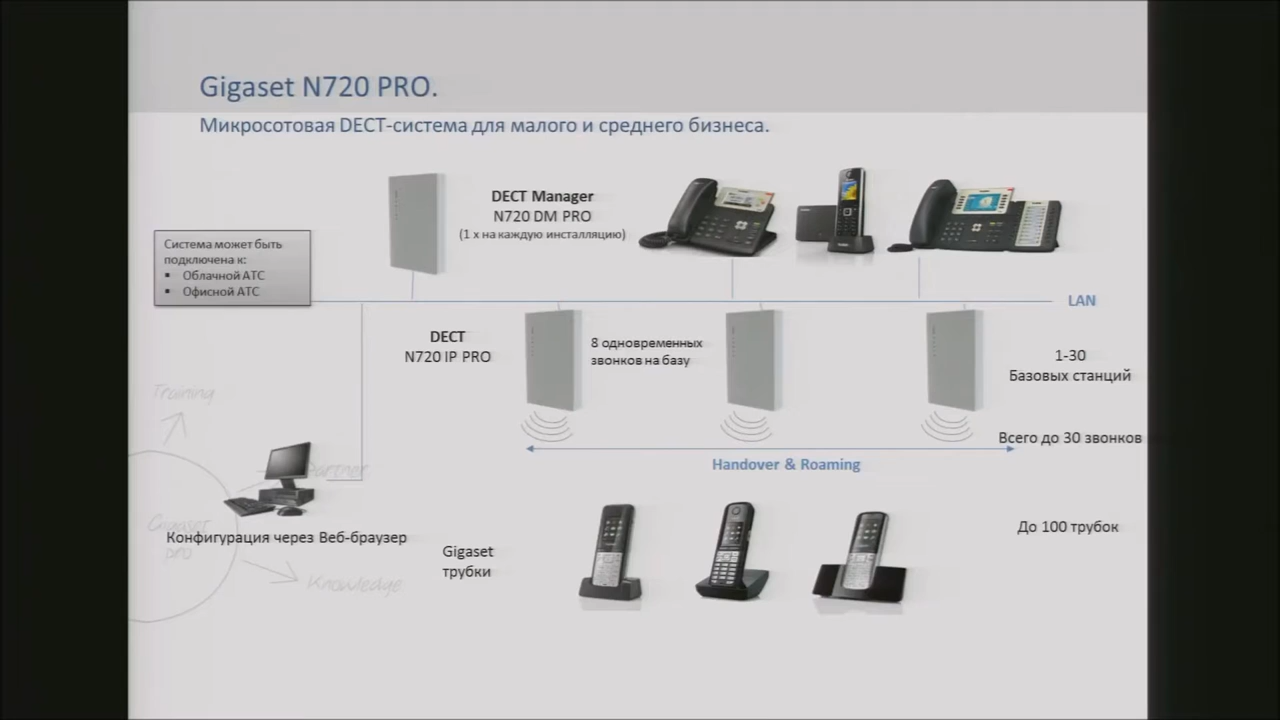 Gigaset N720 PRO.
Микросотовая DECT-система для малого и среднего бизнеса.
DECT Manager
N720 DM PRO
(1 x на каждую инсталляцию)
Система может быть
подключена к:
▪ Облачной АТС
▪ Офисной АТС
LAN
DECT
N720 IP PRO
8 одновременных
звонков на базу
1-30
Базовых станций
Всего до 30 звонков
Handover & Roaming
Training
Partner
Gigaset
pro
Knowledge
Конфигурация через Веб-браузер
Gigaset
трубки
До 100 трубок